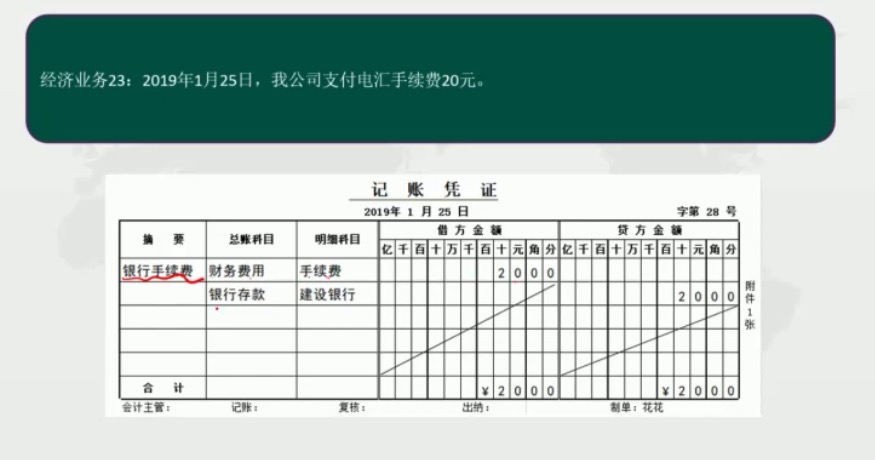 经济业务23：2019年1月25日，我公司支付电汇手续费20元。
记 账 凭 证
2019年 1 月 25 日 字第 28 号
摘 要 总账科目 明细科目 借 方 金 额 贷 方 金 额
亿 千 百 十 万 千 百 十 元 角 分 亿 千 百 十 万 千 百 十 元 角 分
银行手续费 财务费用 手续费 2 0 0 0
银行存款 建设银行 2 0 0 0
附件1张
合 计 ¥ 2 0 0 0 ¥ 2 0 0 0
会计主管： 记账： 复核： 出纳： 制单：花花